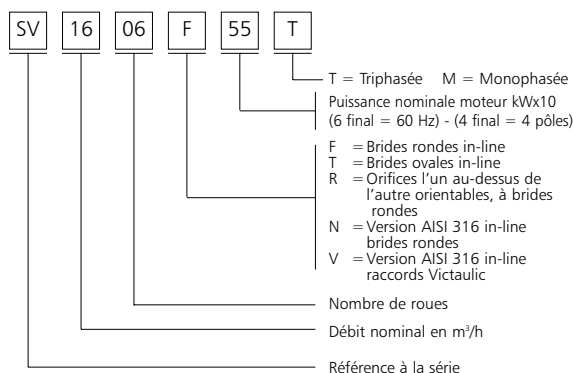 SV 16 06 F 55 T
T = Triphasée M = Monophasée
Puissance nominale moteur kWx10
(6 final = 60 Hz) - (4 final = 4 pôles)
F = Brides rondes in-line
T = Brides ovales in-line
R = Orifices l'un au-dessus de
l'autre orientables, à brides
rondes
N = Version AISI 316 in-line
brides rondes
V = Version AISI 316 in-line
raccords Victaulic
Nombre de roues
Débit nominal en m³/h
Référence à la série